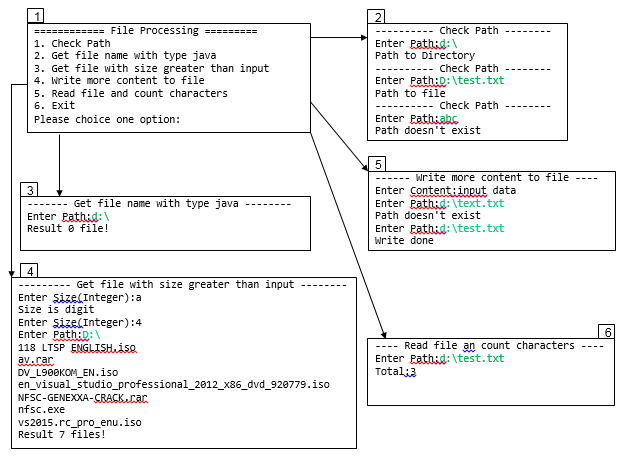 1
============ File Processing =========
1. Check Path
2. Get file name with type java
3. Get file with size greater than input
4. Write more content to file
5. Read file and count characters
6. Exit
Please choice one option:
2
---------- Check Path --------
Enter Path:d:\
Path to Directory
---------- Check Path --------
Enter Path:D:\test.txt
Path to file
---------- Check Path --------
Enter Path:abc
Path doesn't exist
3
------- Get file name with type java --------
Enter Path:d:\
Result 0 file!
4
--------- Get file with size greater than input --------
Enter Size(Integer):a
Size is digit
Enter Size(Integer):4
Enter Path:D:\
118 LTSP ENGLISH.iso
av.rar
DV_L900KOM_EN.iso
en_visual_studio_professional_2012_x86_dvd_920779.iso
NFSC-GENEXXA-CRACK.rar
nfsc.exe
vs2015.rc_pro_enu.iso
Result 7 files!
5
------ Write more content to file ----
Enter Content:input data
Enter Path:d:\text.txt
Path doesn't exist
Enter Path:d:\test.txt
Write done
6
---- Read file an count characters ----
Enter Path:d:\test.txt
Total:3